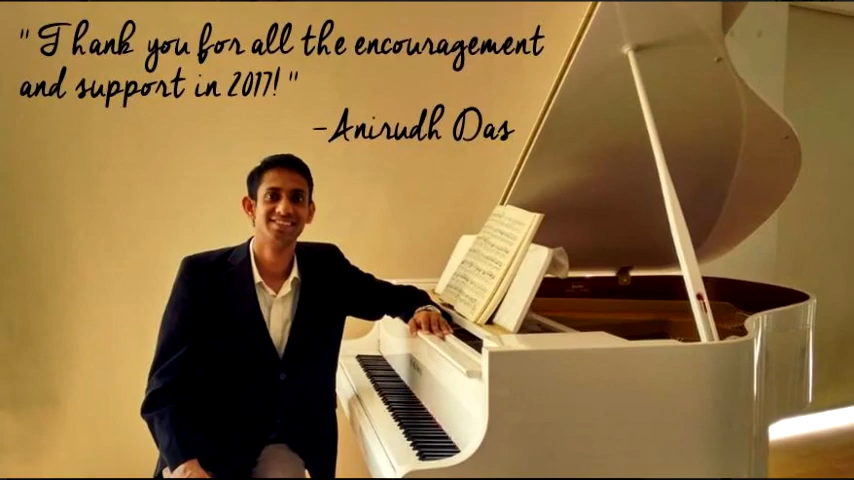 "Thank you for all the encouragement
and support in 2017!"
-Anirudh Das